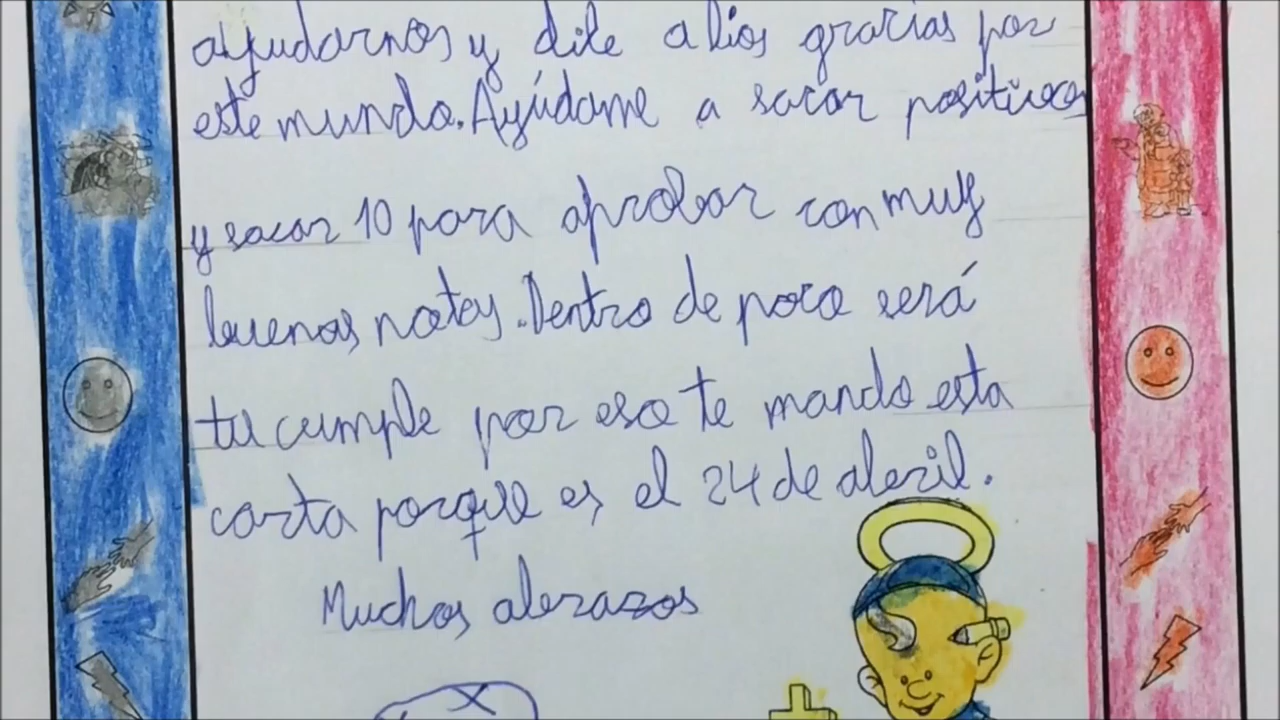 ayudarnos y dile a Dios gracias por
este mundo. Ayúdame a sacar positivos
y sacar 10 para aprobar con muy
buenas notas. Dentro de poco será
tu cumple por eso te mando esta
carta porque es el 24 de abril.
Muchos abrazos